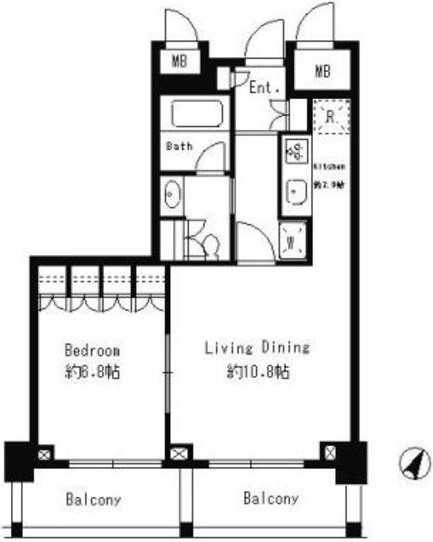 MB
MB
Ent.
R
Bath
Kitchen
約2.9帖
W
Bedroom
約6.8帖
Living Dining
約10.8帖
Balcony
Balcony